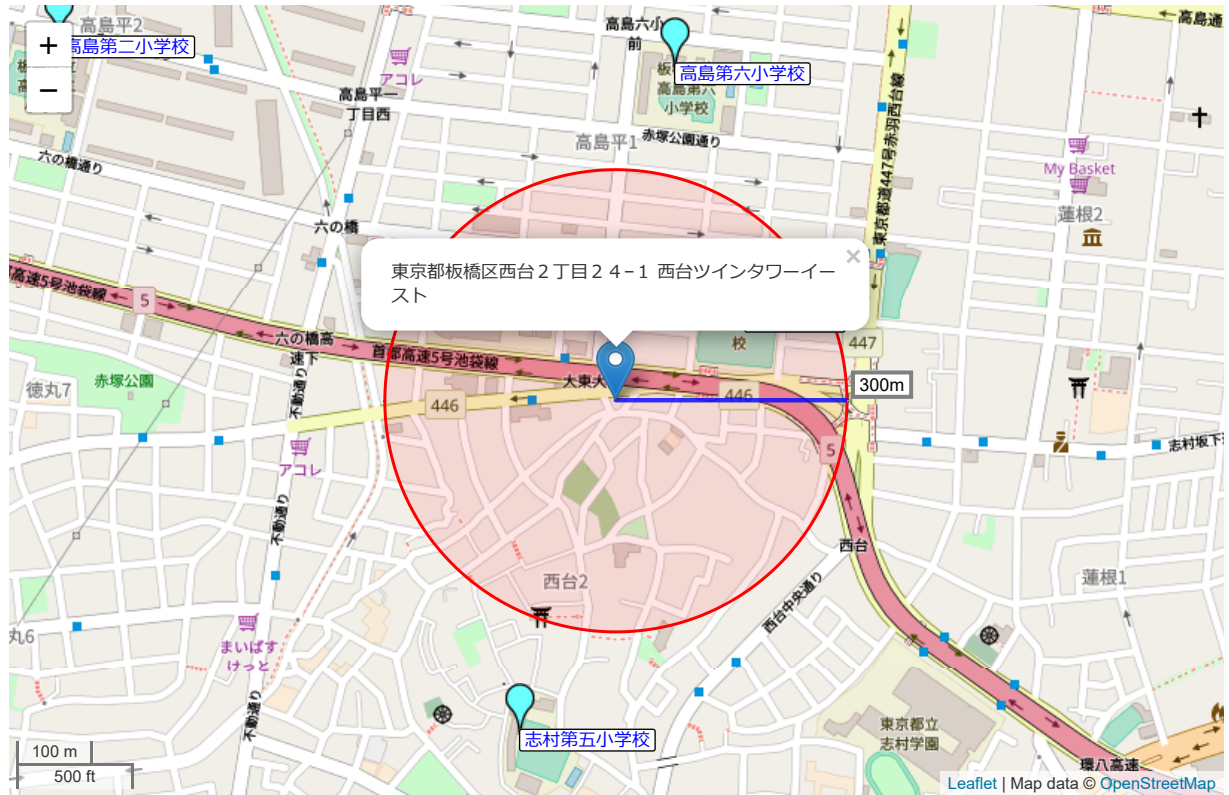 高島平2
高島第二小学校
+
−
アコレ
高島平一
丁目西
高島六小
前
高島第六小学校
高島第六
小学校
高島通
赤塚公園通り
高島平1
東京都道447号赤羽西台線
My Basket
蓮根2
六の橋通り
六の橋
東京都板橋区西台２丁目２４−１ 西台ツインタワーイー
スト
×
高速5号池袋線
5
六の橋高
速下
首都高速5号池袋線
校
447
大東大
446
446
300m
徳丸7
赤塚公園
不動通り
アコレ
5
志村坂下
不動通り
西台
西台2
蓮根1
西台中央通り
丸6
まいばす
けっと
不動通り
志村第五小学校
東京都立
志村学園
環八高速
100 m
500 ft
Leaflet | Map data © OpenStreetMap